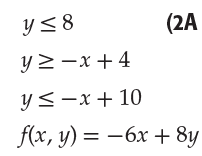 y ≤ 8 (2A
y ≥ −x + 4
y ≤ −x + 10
f(x, y) = −6x + 8y